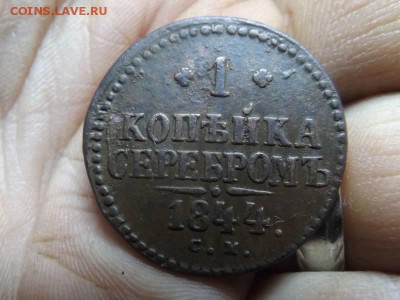 COINS.LAVE.RU
1
КОПѢЙКА
СЕРЕБРОМЪ
1844.
С.М.